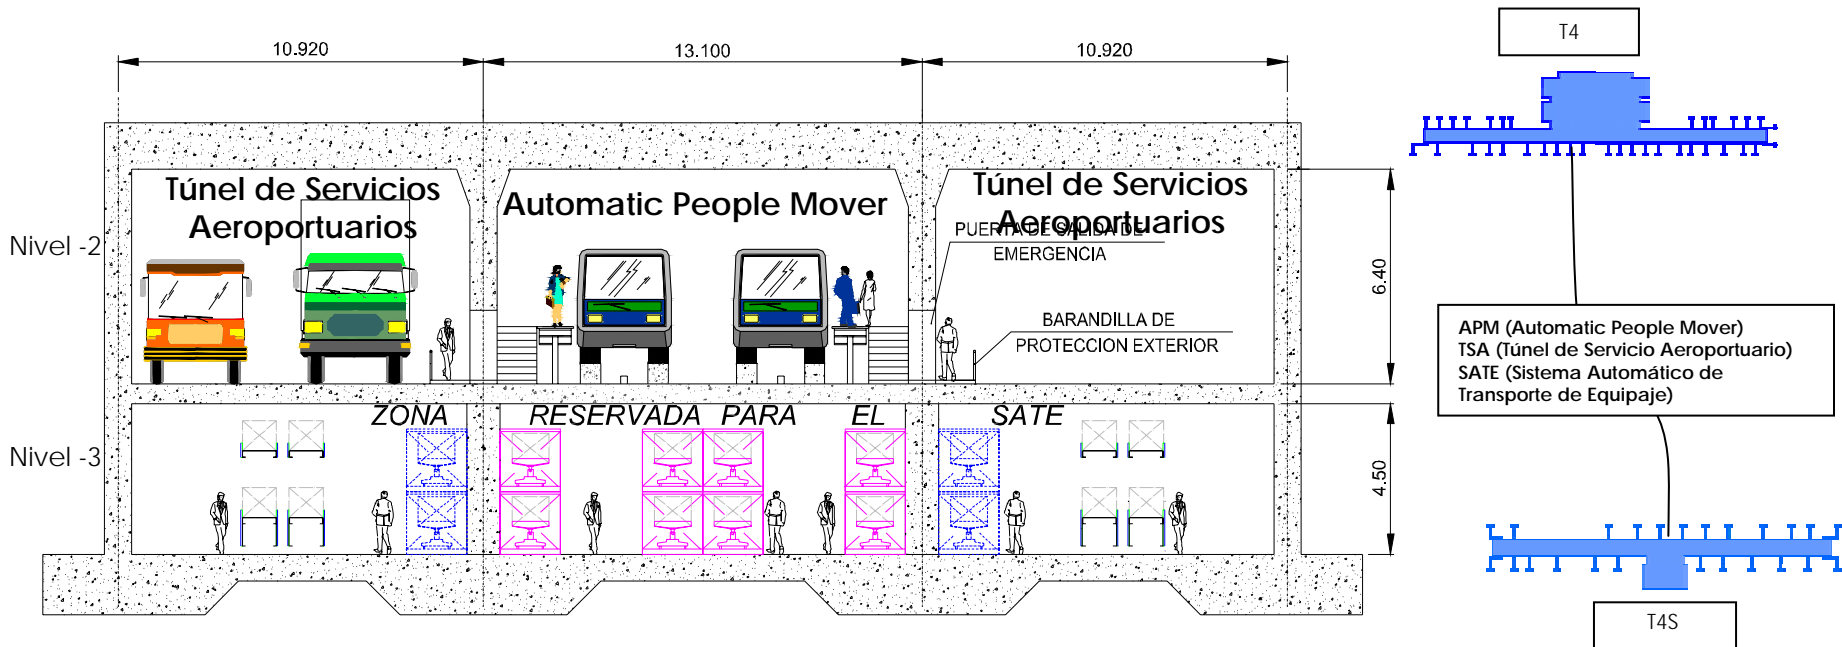 10.920
13.100
10.920
T4
Túnel de Servicios
Aeroportuarios
Automatic People Mover
Túnel de Servicios
Aeroportuarios
PUERTA DE SALIDA DE
EMERGENCIA
Nivel -2
6.40
BARANDILLA DE
PROTECCION EXTERIOR
APM (Automatic People Mover)
TSA (Túnel de Servicio Aeroportuario)
SATE (Sistema Automático de
Transporte de Equipaje)
ZONA RESERVADA PARA EL SATE
Nivel -3
4.50
T4S